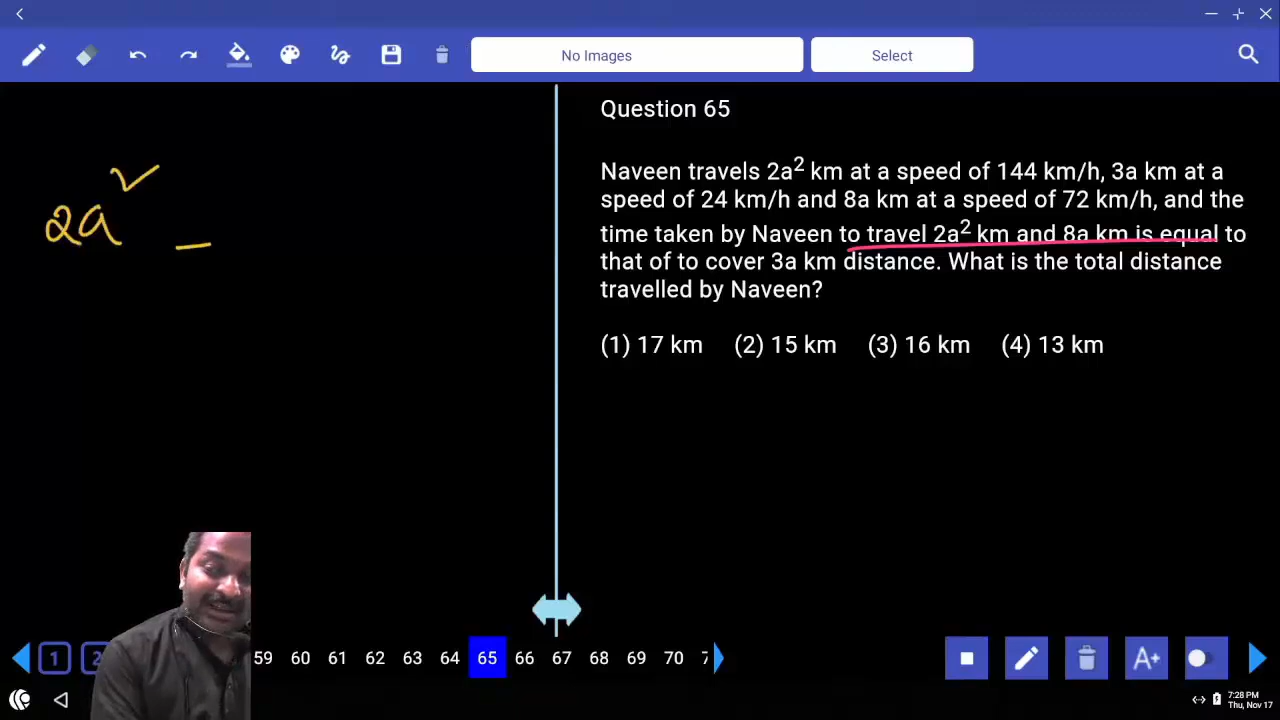 No Images
Select
Question 65
Naveen travels 2a² km at a speed of 144 km/h, 3a km at a
speed of 24 km/h and 8a km at a speed of 72 km/h, and the
time taken by Naveen to travel 2a² km and 8a km is equal to
that of to cover 3a km distance. What is the total distance
travelled by Naveen?
(1) 17 km (2) 15 km (3) 16 km (4) 13 km
2a
1 2 59 60 61 62 63 64 65 66 67 68 69 70 7
A+
7:28 PM
Thu, Nov 17